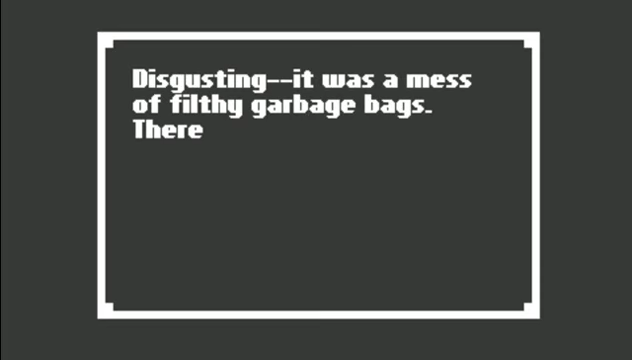 Disgusting--it was a mess
of filthy garbage bags.
There